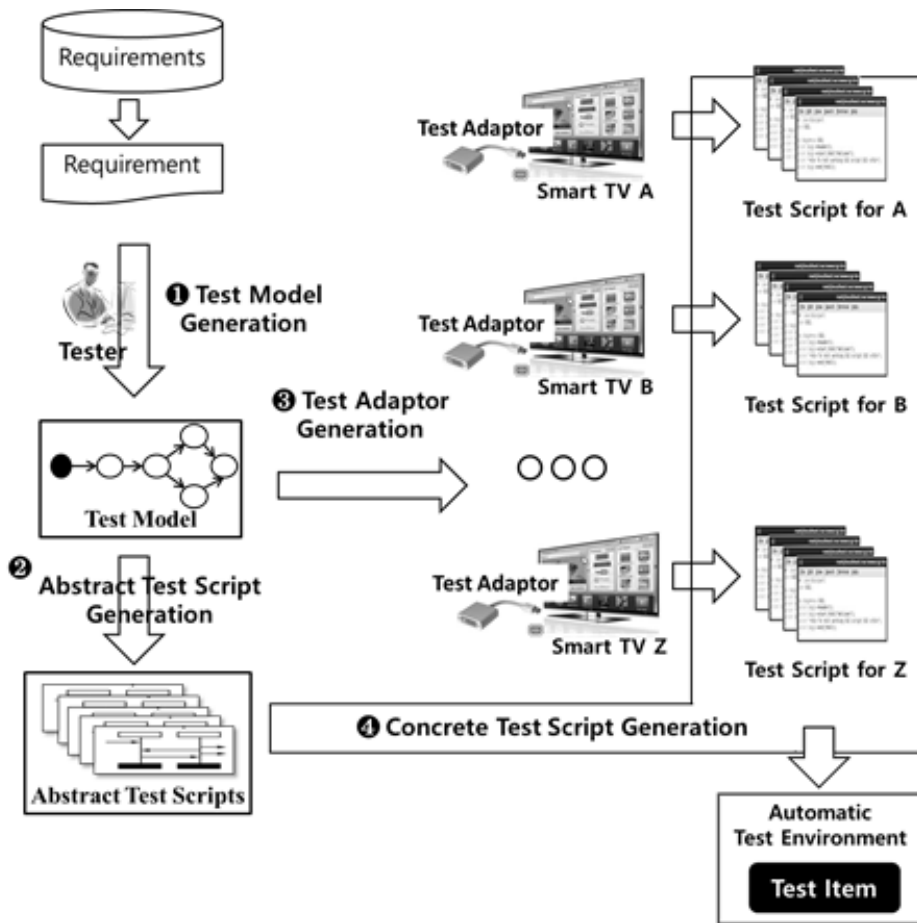 Requirements
Requirement
Tester
❶ Test Model
Generation
Test Model
❷
Abstract Test Script
Generation
Abstract Test Scripts
❸ Test Adaptor
Generation
Test Adaptor
Smart TV A
Test Script for A
Test Adaptor
Smart TV B
Test Script for B
Test Adaptor
Smart TV Z
Test Script for Z
❹ Concrete Test Script Generation
Automatic
Test Environment
Test Item